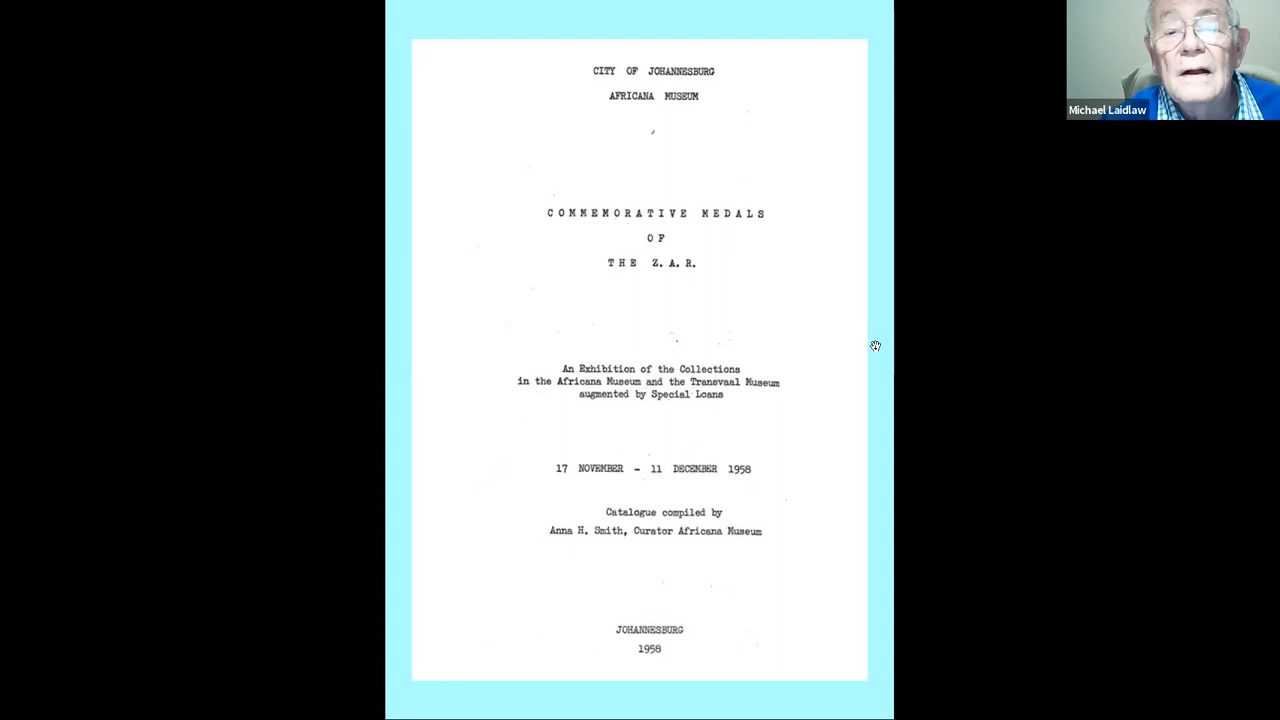 CITY OF JOHANNESBURG
AFRICANA MUSEUM
COMMEMORATIVE MEDALS
OF
THE Z.A.R.
An Exhibition of the Collections
in the Africana Museum and the Transvaal Museum
augmented by Special Loans
17 NOVEMBER - 11 DECEMBER 1958
Catalogue compiled by
Anna H. Smith, Curator Africana Museum
JOHANNESBURG
1958
Michael Laidlaw